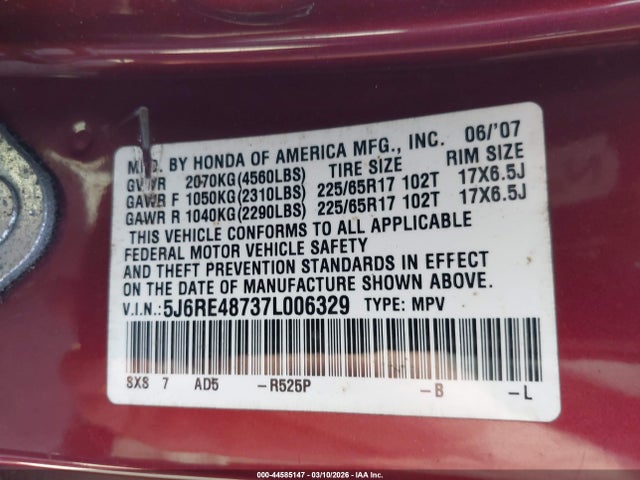 MFG. BY HONDA OF AMERICA MFG., INC. 06/'07
GVWR 2070KG(4560LBS) TIRE SIZE RIM SIZE
GAWR F 1050KG(2310LBS) 225/65R17 102T 17X6.5J
GAWR R 1040KG(2290LBS) 225/65R17 102T 17X6.5J
THIS VEHICLE CONFORMS TO ALL APPLICABLE
FEDERAL MOTOR VEHICLE SAFETY
AND THEFT PREVENTION STANDARDS IN EFFECT
ON THE DATE OF MANUFACTURE SHOWN ABOVE.
V.I.N.: 5J6RE48737L006329 TYPE: MPV
SXS 7 AD5 -R525P -B -L
000-44585147 - 03/10/2026 - IAA Inc.